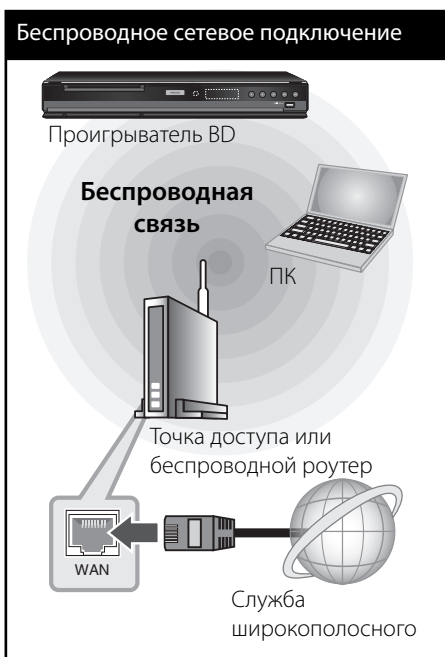 Беспроводное сетевое подключение
Проигрыватель BD
Беспроводная
связь
ПК
Точка доступа или
беспроводной роутер
WAN
Служба
широкополосного